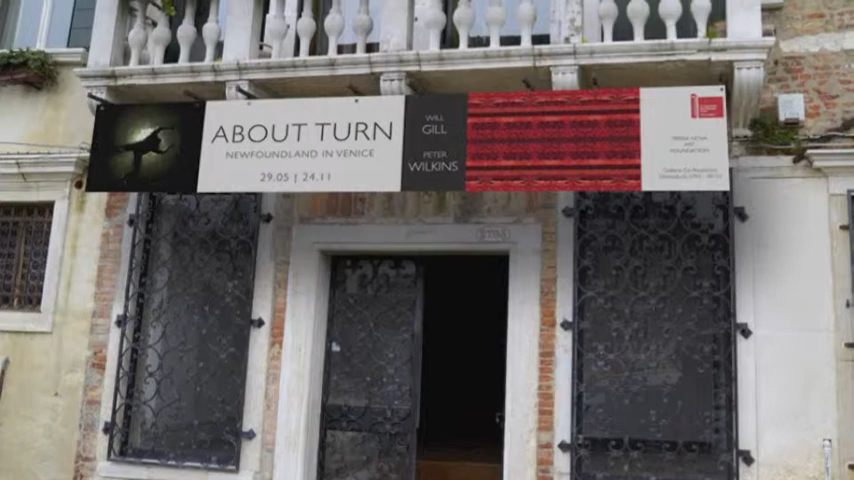 ABOUT TURN
NEWFOUNDLAND IN VENICE
29.05 | 24.11
WILL
GILL
PETER
WILKINS
TERRA NOVA
ART
FOUNDATION